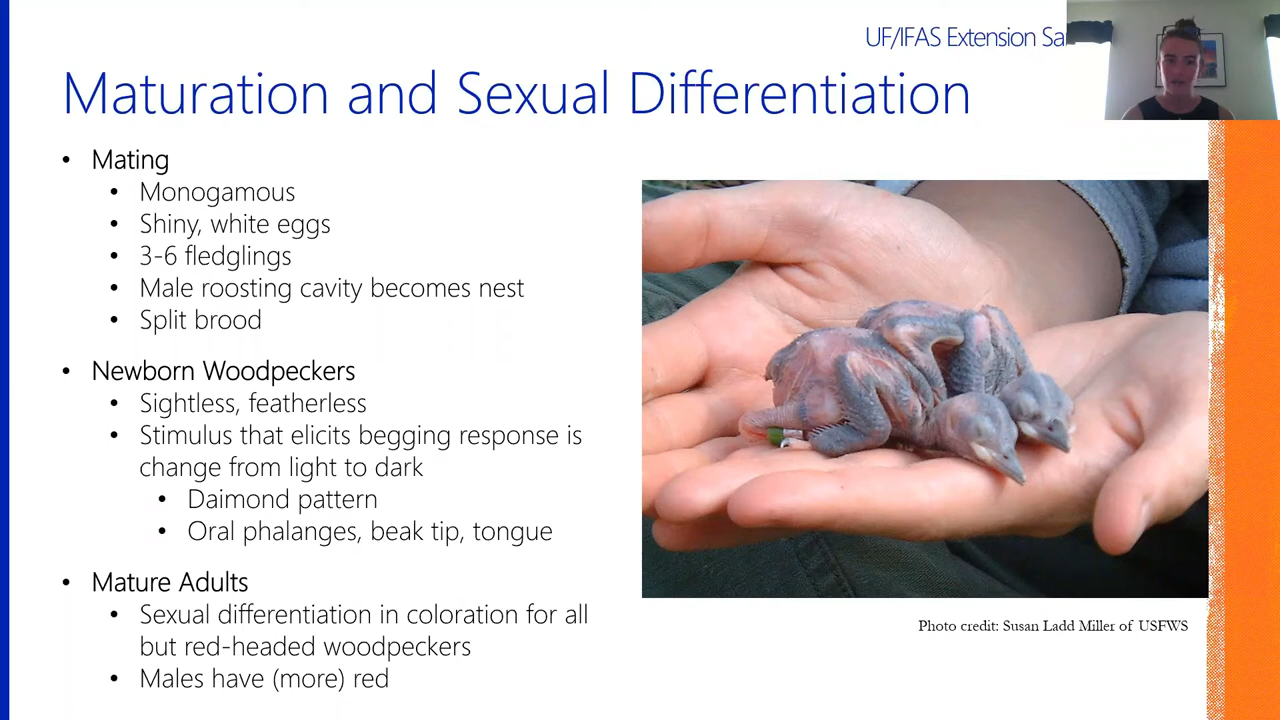 UF/IFAS Extension Sa
Maturation and Sexual Differentiation
• Mating
• Monogamous
• Shiny, white eggs
• 3-6 fledglings
• Male roosting cavity becomes nest
• Split brood
• Newborn Woodpeckers
• Sightless, featherless
• Stimulus that elicits begging response is
change from light to dark
• Daimond pattern
• Oral phalanges, beak tip, tongue
• Mature Adults
• Sexual differentiation in coloration for all
but red-headed woodpeckers
• Males have (more) red
Photo credit: Susan Ladd Miller of USFWS